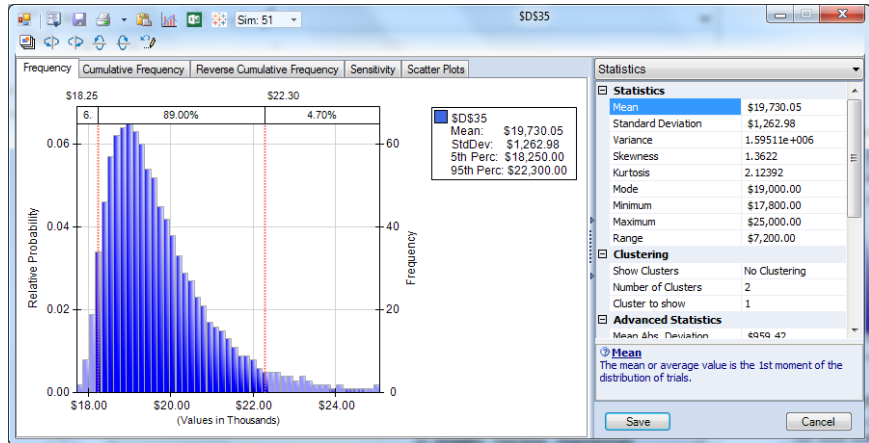 $D$35
Sim: 51
Frequency
Cumulative Frequency
Reverse Cumulative Frequency
Sensitivity
Scatter Plots
$18.25
$22.30
6.
89.00%
4.70%
0.06
0.04
0.02
0.00
Relative Probability
60
40
20
0
Frequency
$18.00
$20.00
$22.00
$24.00
(Values in Thousands)
$D$35
Mean: $19,730.05
StdDev: $1,262.98
5th Perc: $18,250.00
95th Perc: $22,300.00
Statistics
Statistics
Mean $19,730.05
Standard Deviation $1,262.98
Variance 1.59511e+006
Skewness 1.3622
Kurtosis 2.12392
Mode $19,000.00
Minimum $17,800.00
Maximum $25,000.00
Range $7,200.00
Clustering
Show Clusters No Clustering
Number of Clusters 2
Cluster to show 1
Advanced Statistics
Mean Abs. Deviation $959.42
Mean
The mean or average value is the 1st moment of the
distribution of trials.
Save
Cancel